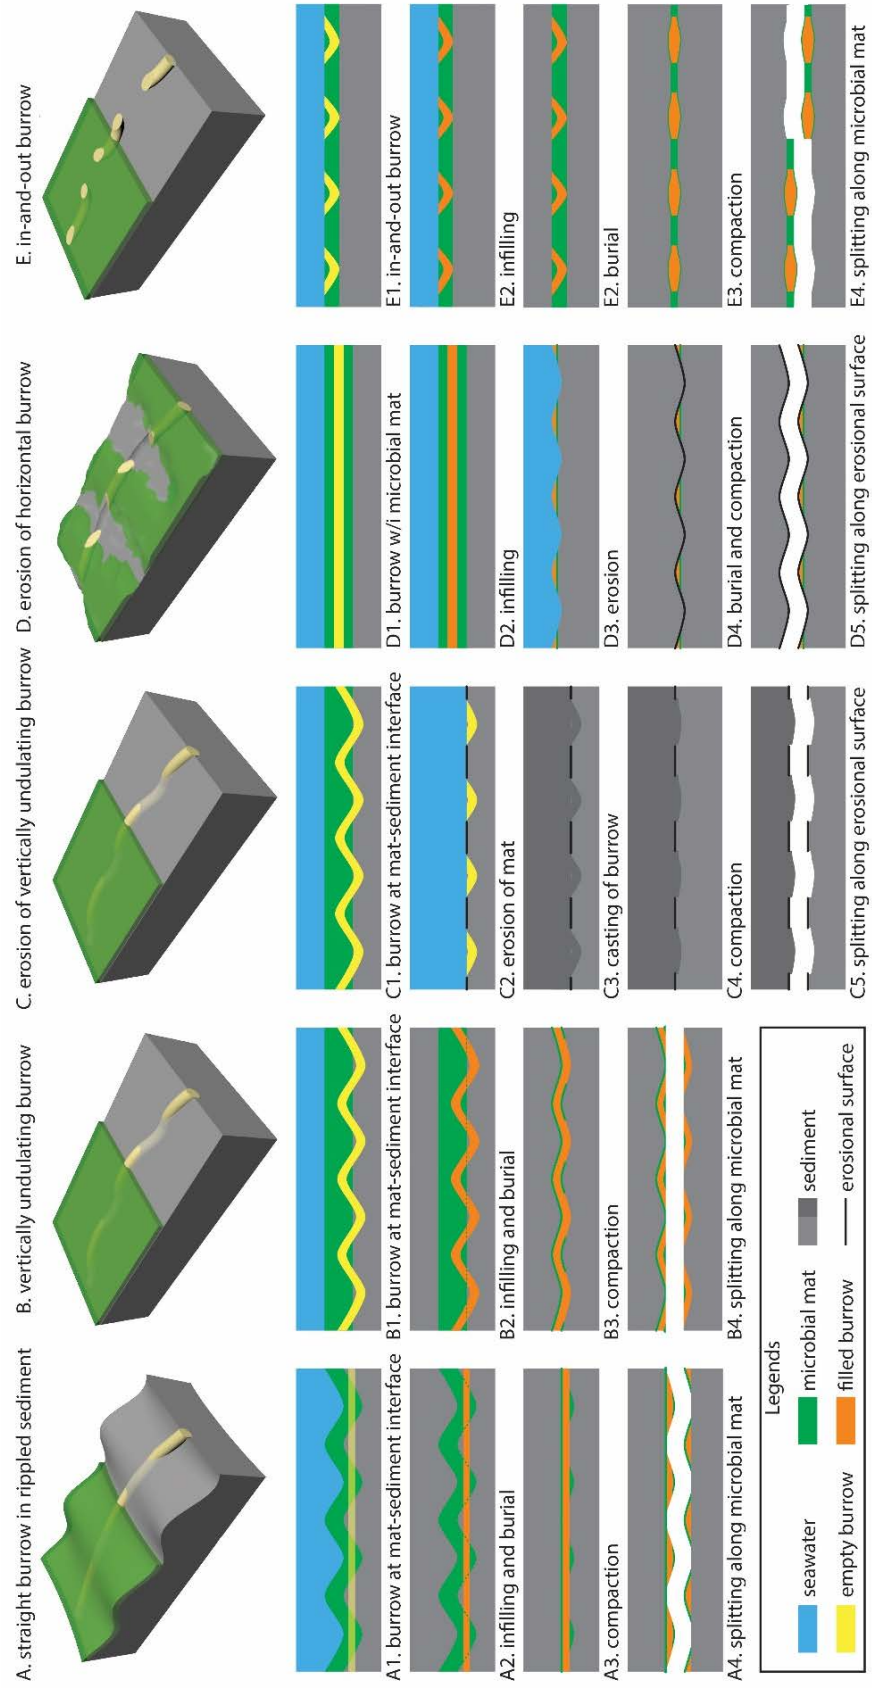 A. straight burrow in rippled sediment
B. vertically undulating burrow
C. erosion of vertically undulating burrow
D. erosion of horizontal burrow
E. in-and-out burrow
A1. burrow at mat-sediment interface
B1. burrow at mat-sediment interface
C1. burrow at mat-sediment interface
D1. burrow w/i microbial mat
E1. in-and-out burrow
A2. infilling and burial
B2. infilling and burial
C2. erosion of mat
D2. infilling
E2. infilling
A3. compaction
B3. compaction
C3. casting of burrow
D3. erosion
E2. burial
A4. splitting along microbial mat
B4. splitting along microbial mat
C4. compaction
D4. burial and compaction
E3. compaction
Legends
seawater
microbial mat
sediment
empty burrow
filled burrow
erosional surface
C5. splitting along erosional surface
D5. splitting along erosional surface
E4. splitting along microbial mat